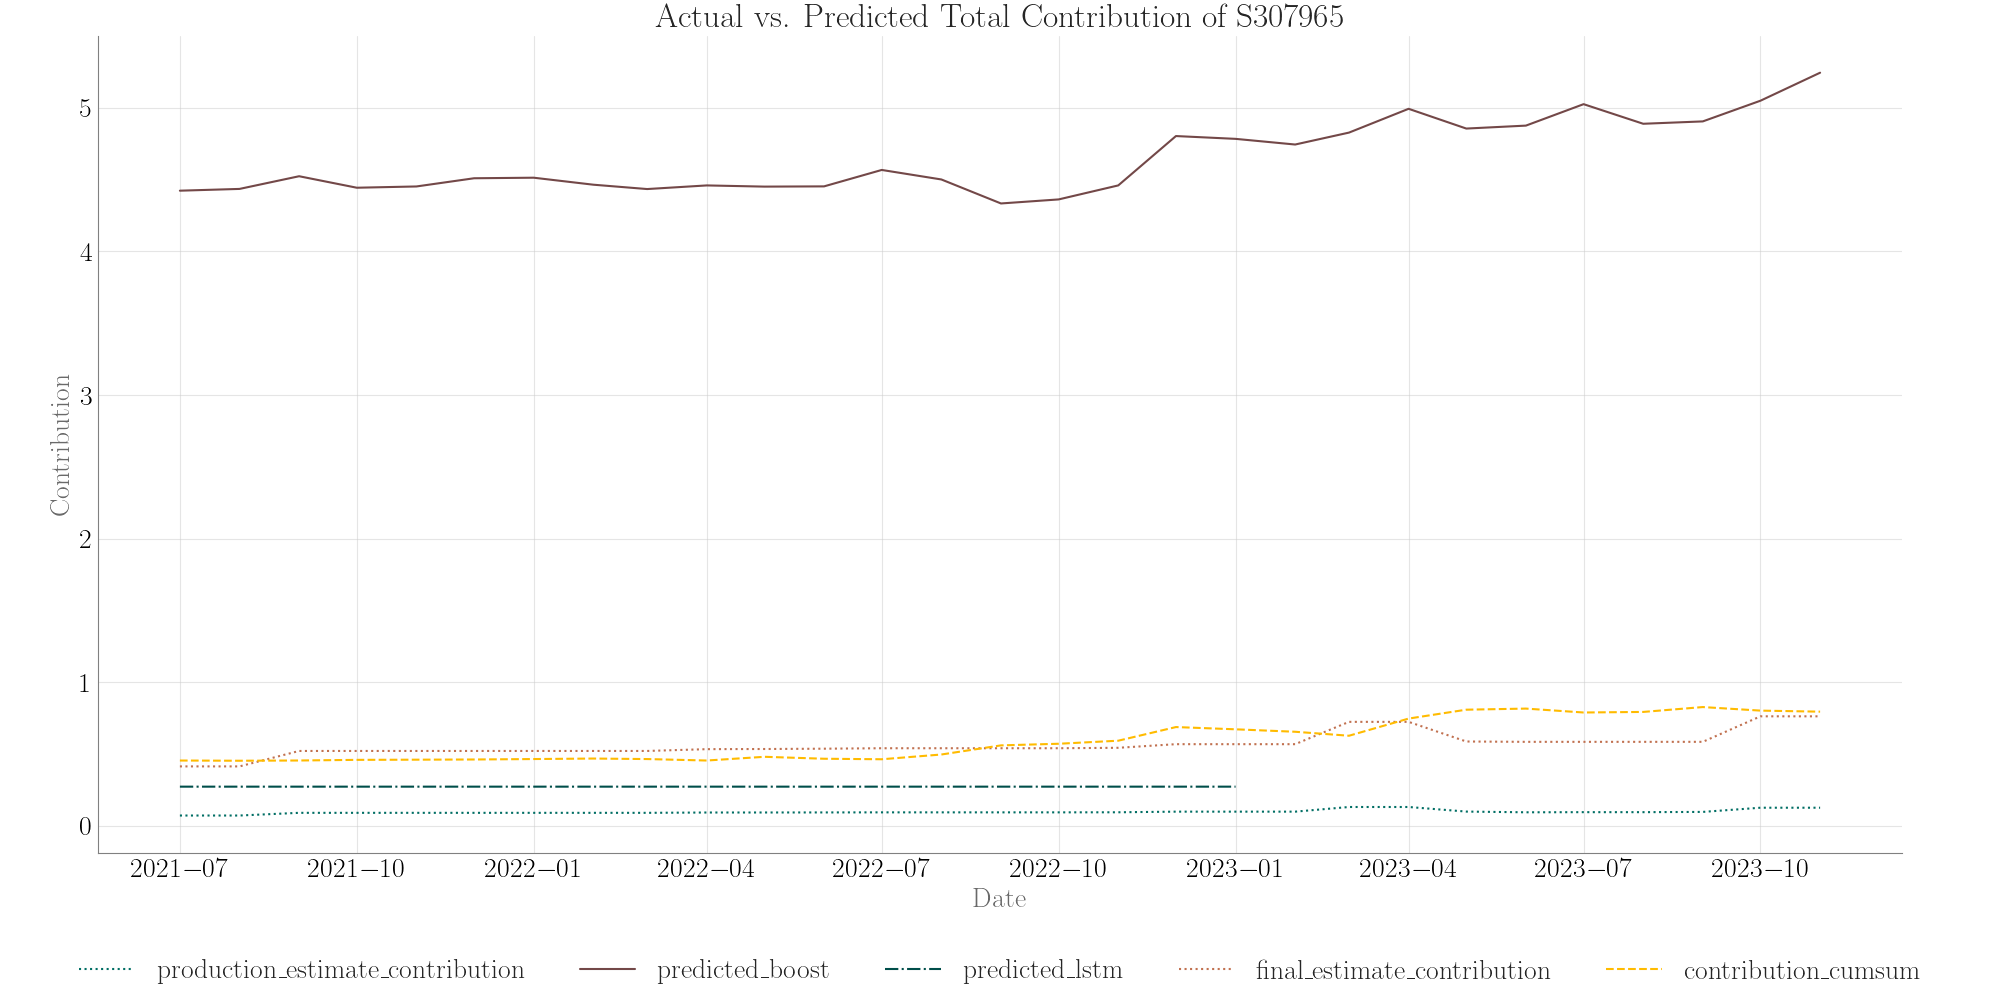 Actual vs. Predicted Total Contribution of S307965
5
4
3
2
1
0
Contribution
2021−07 2021−10 2022−01 2022−04 2022−07 2022−10 2023−01 2023−04 2023−07 2023−10
Date
production_estimate_contribution predicted_boost predicted_lstm final_estimate_contribution contribution_cumsum